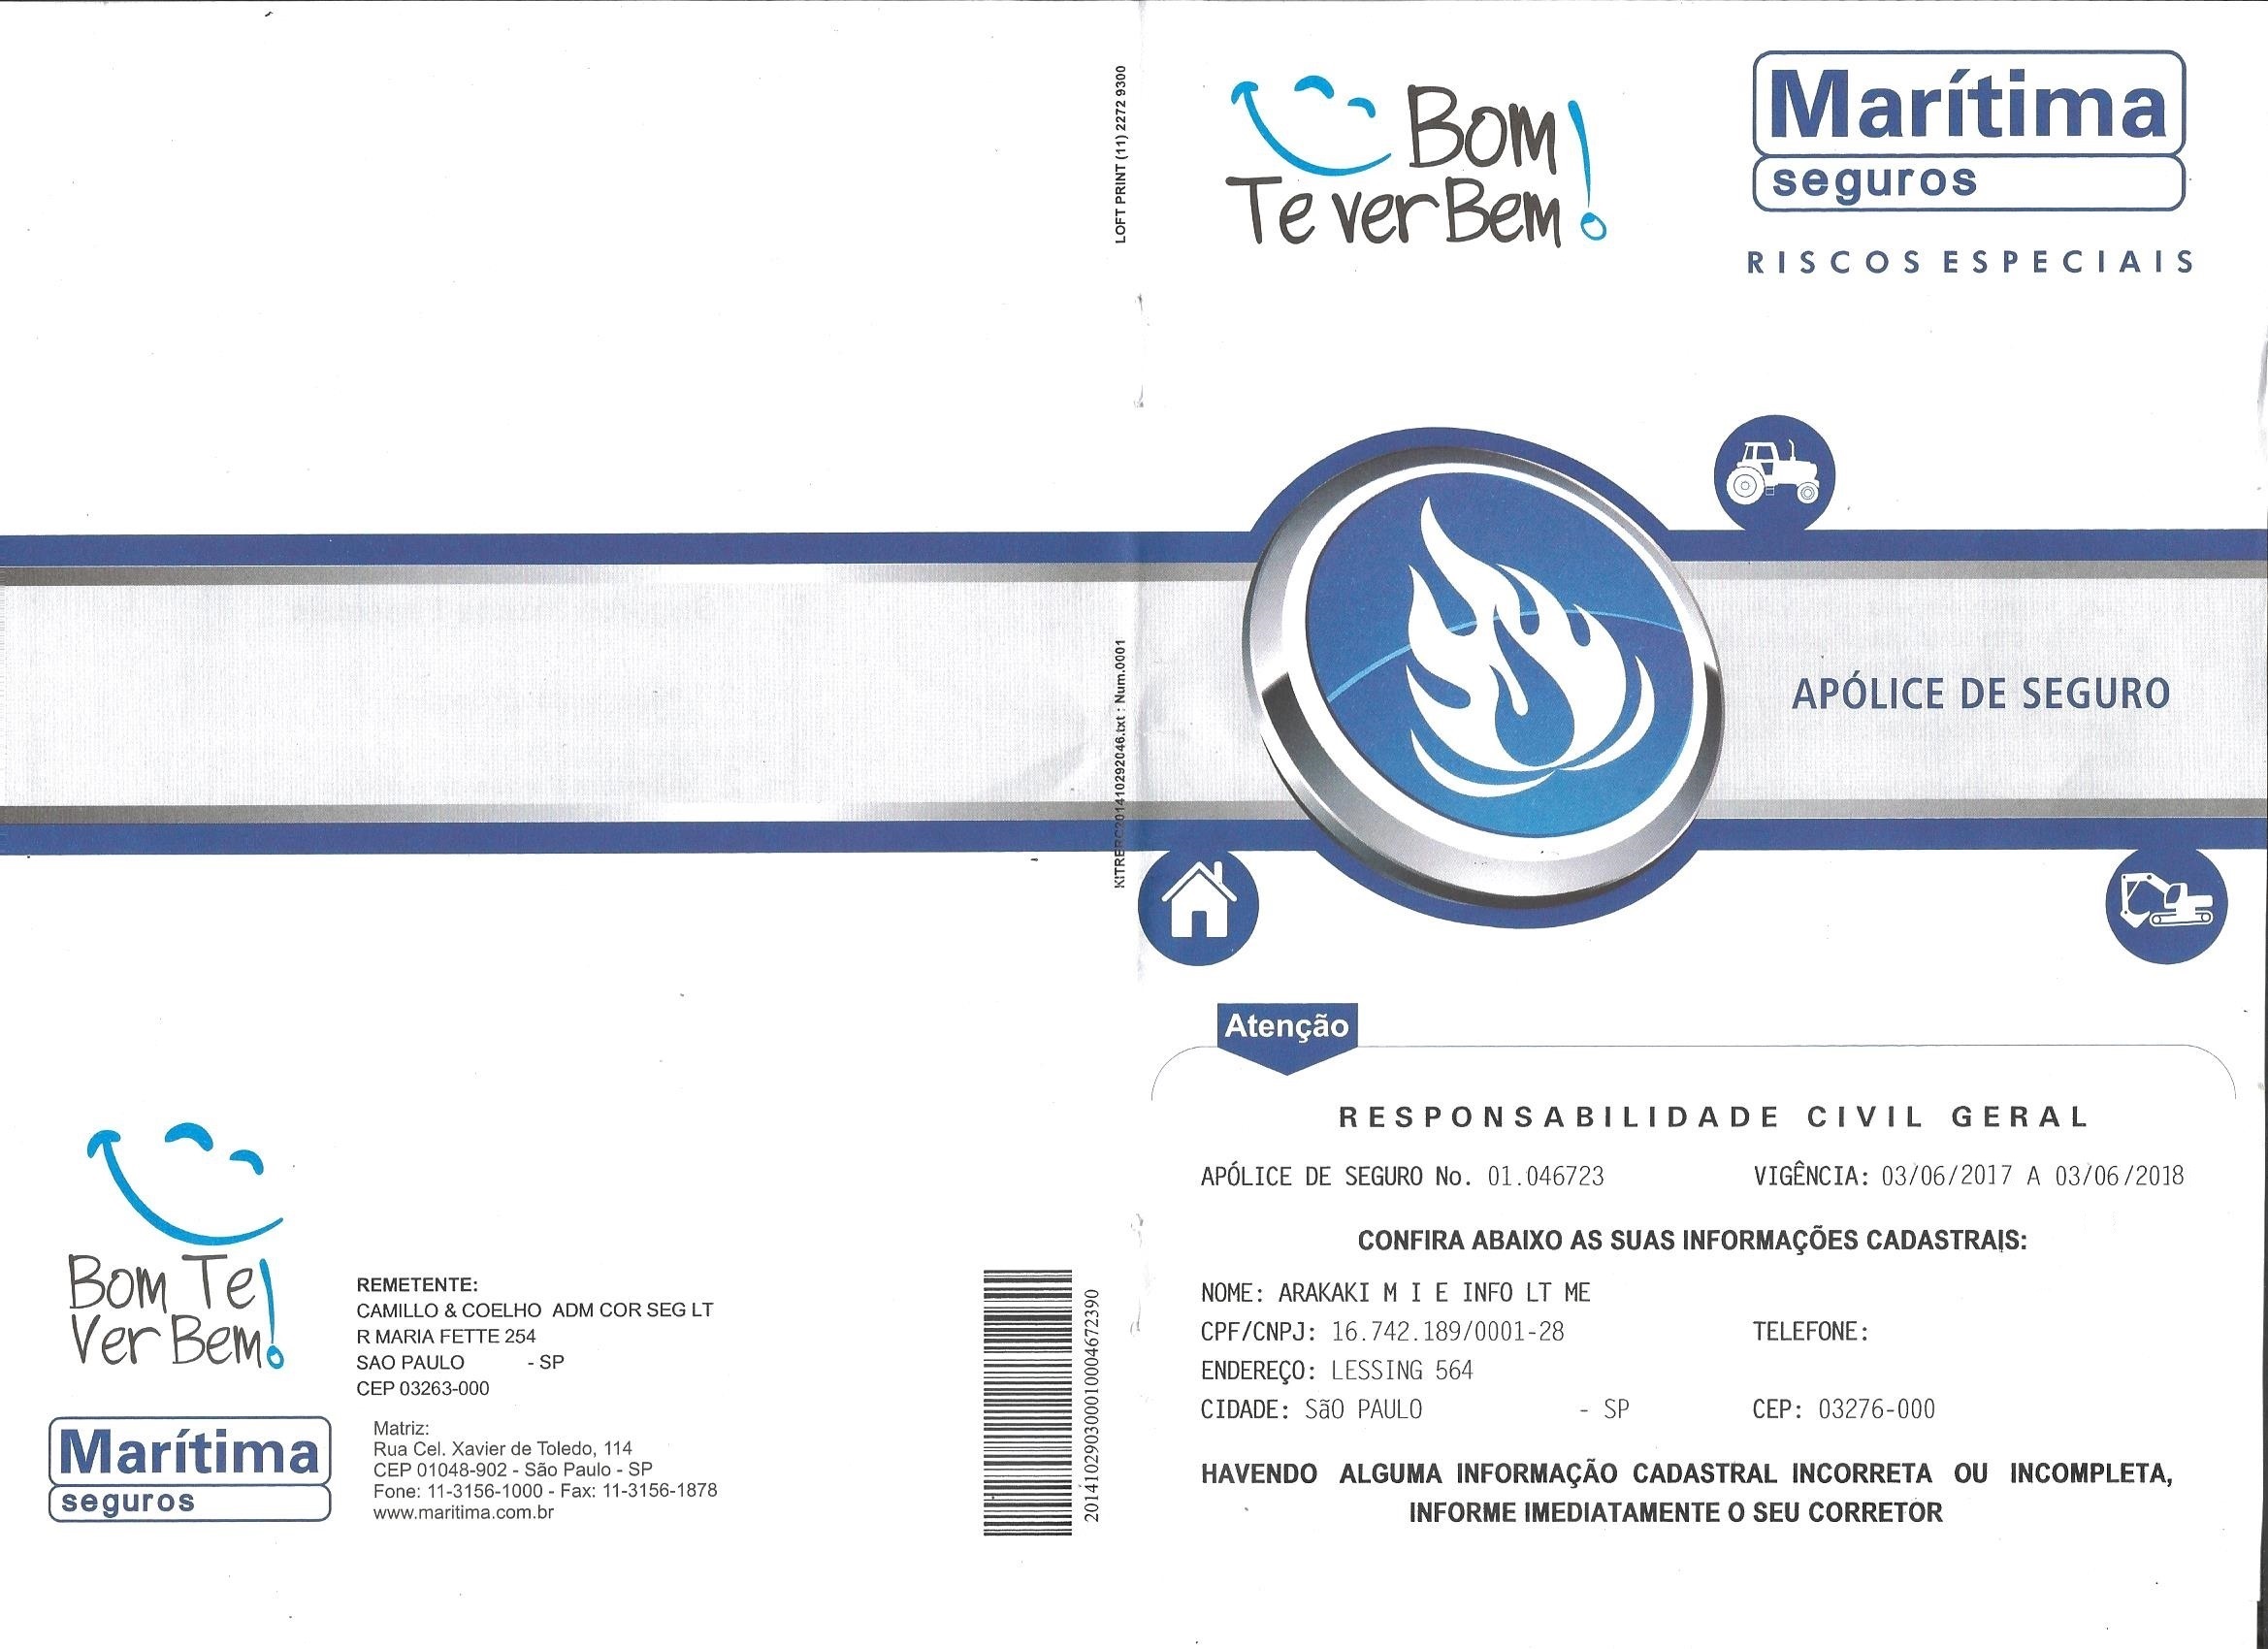 LOFT PRINT (11) 2272 9300
KITRERC201410292046.txt : Num.0001
Bom Te
Ver Bem!
Marítima
seguros
REMETENTE:
CAMILLO & COELHO ADM COR SEG LT
R MARIA FETTE 254
SAO PAULO - SP
CEP 03263-000
Matriz:
Rua Cel. Xavier de Toledo, 114
CEP 01048-902 - São Paulo - SP
Fone: 11-3156-1000 - Fax: 11-3156-1878
www.maritima.com.br
201410290300010004672390
Bom
Te ver Bem!
Marítima
seguros
RISCOS ESPECIAIS
APÓLICE DE SEGURO
Atenção
RESPONSABILIDADE CIVIL GERAL
APÓLICE DE SEGURO No. 01.046723 VIGÊNCIA: 03/06/2017 A 03/06/2018
CONFIRA ABAIXO AS SUAS INFORMAÇÕES CADASTRAIS:
NOME: ARAKAKI M I E INFO LT ME
CPF/CNPJ: 16.742.189/0001-28 TELEFONE:
ENDEREÇO: LESSING 564
CIDADE: SãO PAULO - SP CEP: 03276-000
HAVENDO ALGUMA INFORMAÇÃO CADASTRAL INCORRETA OU INCOMPLETA,
INFORME IMEDIATAMENTE O SEU CORRETOR